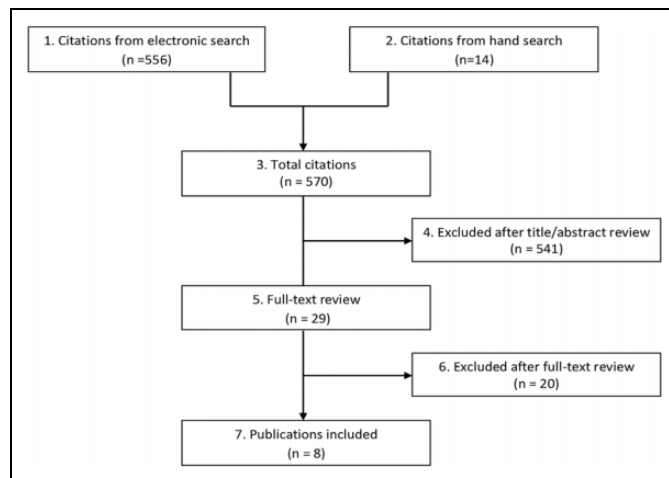 1. Citations from electronic search
(n =556)
2. Citations from hand search
(n=14)
3. Total citations
(n = 570)
4. Excluded after title/abstract review
(n = 541)
5. Full-text review
(n = 29)
6. Excluded after full-text review
(n = 20)
7. Publications included
(n = 8)